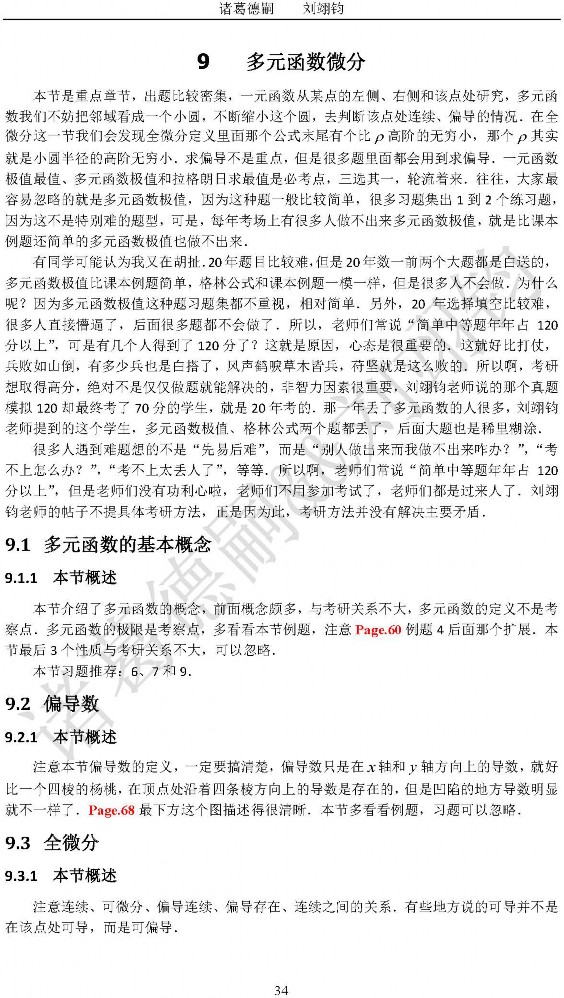 诸葛德嗣 刘翊钧
9 多元函数微分
本节是重点章节，出题比较密集，一元函数从某点的左侧、右侧和该点处研究，多元函
数我们不妨把邻域看成一个小圆，不断缩小这个圆，去判断该点处连续、偏导的情况．在全
微分这一节我们会发现全微分定义里面那个公式末尾有个比 ρ 高阶的无穷小，那个 ρ 其实
就是小圆半径的高阶无穷小．求偏导不是重点，但是很多题里面都会用到求偏导．一元函数
极值最值、多元函数极值和拉格朗日求最值是必考点，三选其一，轮流着来．往往，大家最
容易忽略的就是多元函数极值，因为这种题一般比较简单，很多习题集出 1 到 2 个练习题，
因为这不是特别难的题型，可是，每年考场上有很多人做不出来多元函数极值，就是比课本
例题还简单的多元函数极值也做不出来．
有同学可能认为我又在胡扯．20 年题目比较难，但是 20 年数一前两个大题都是白送的，
多元函数极值比课本例题简单，格林公式和课本例题一模一样，但是很多人不会做．为什么
呢？因为多元函数极值这种题习题集都不重视，相对简单．另外，20 年选择填空比较难，
很多人直接懵逼了，后面很多题都不会做了．所以，老师们常说“简单中等题年年占 120
分以上”，可是有几个人得到了 120 分了？这就是原因，心态是很重要的．这就好比打仗，
兵败如山倒，有多少兵也是白搭了，风声鹤唳草木皆兵，苻坚就是这么败的．所以啊，考研
想取得高分，绝对不是仅仅做题就能解决的，非智力因素很重要，刘翊钧老师说的那个真题
模拟 120 却最终考了 70 分的学生，就是 20 年考的．那一年丢了多元函数的人很多，刘翊钧
老师提到的这个学生，多元函数极值、格林公式两个题都丢了，后面大题也是稀里糊涂．
很多人遇到难题想的不是“先易后难”，而是“别人做出来而我做不出来咋办？”，“考
不上怎么办？”，“考不上太丢人了”，等等．所以啊，老师们常说“简单中等题年年占 120
分以上”，但是老师们没有功利心啦，老师们不用参加考试了，老师们都是过来人了．刘翊
钧老师的帖子不提具体考研方法，正是因为此，考研方法并没有解决主要矛盾．
9.1 多元函数的基本概念
9.1.1 本节概述
本节介绍了多元函数的概念，前面概念颇多，与考研关系不大，多元函数的定义不是考
察点．多元函数的极限是考察点，多看看本节例题，注意 Page.60 例题 4 后面那个扩展．本
节最后 3 个性质与考研关系不大，可以忽略．
本节习题推荐：6、7 和 9．
9.2 偏导数
9.2.1 本节概述
注意本节偏导数的定义，一定要搞清楚，偏导数只是在 x 轴和 y 轴方向上的导数，就好
比一个四棱的杨桃，在顶点处沿着四条棱方向上的导数是存在的，但是凹陷的地方导数明显
就不一样了．Page.68 最下方这个图描述得很清晰．本节多看看例题，习题可以忽略．
9.3 全微分
9.3.1 本节概述
注意连续、可微分、偏导连续、偏导存在、连续之间的关系．有些地方说的可导并不是
在该点处可导，而是可偏导．
34
诸葛德嗣&刘翊钧